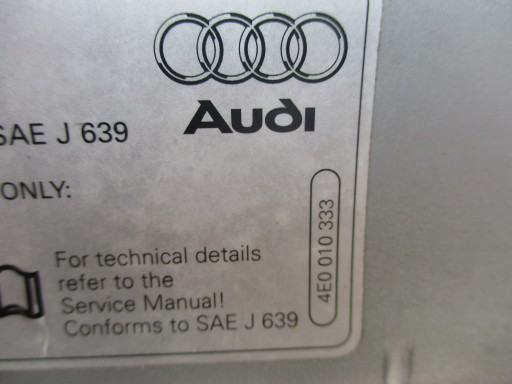 Audi
SAE J 639
ONLY:
For technical details
refer to the
Service Manual!
Conforms to SAE J 639
4E0 010 333